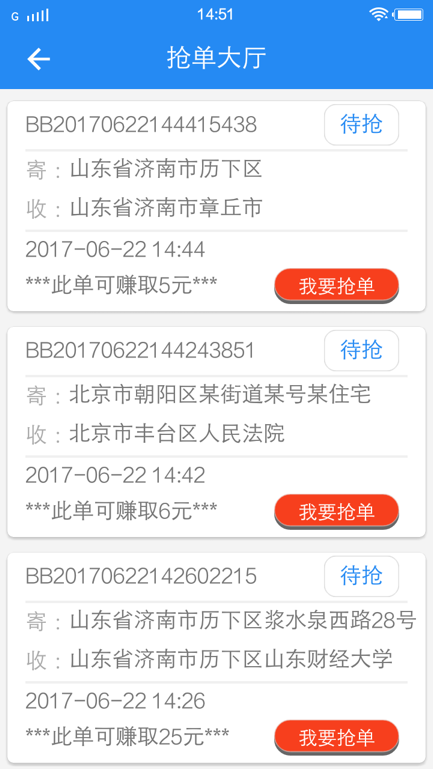 G 14:51
抢单大厅
BB20170622144415438 待抢
寄：山东省济南市历下区
收：山东省济南市章丘市
2017-06-22 14:44
***此单可赚取5元*** 我要抢单
BB20170622144243851 待抢
寄：北京市朝阳区某街道某号某住宅
收：北京市丰台区人民法院
2017-06-22 14:42
***此单可赚取6元*** 我要抢单
BB20170622142602215 待抢
寄：山东省济南市历下区浆水泉西路28号
收：山东省济南市历下区山东财经大学
2017-06-22 14:26
***此单可赚取25元*** 我要抢单